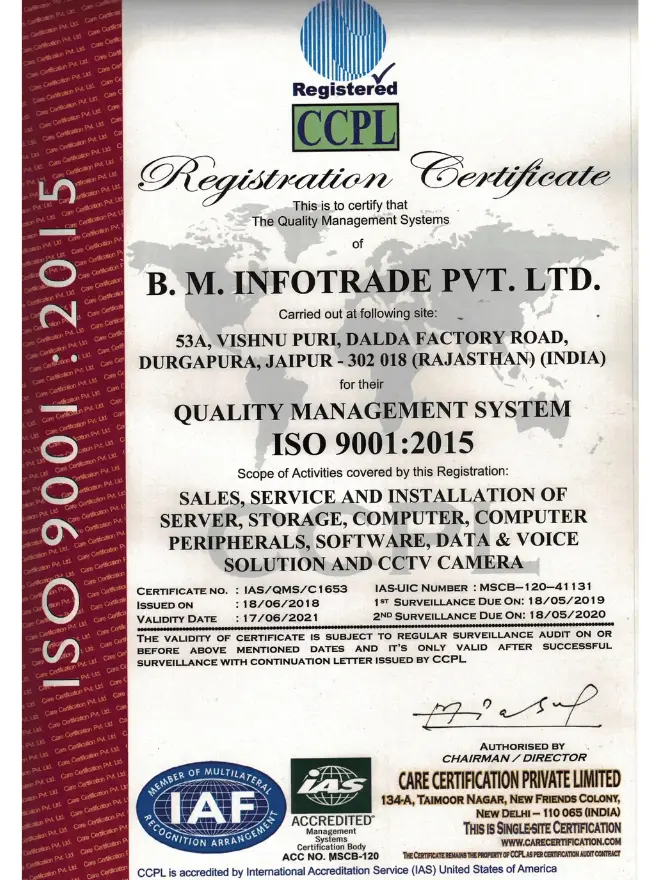 Registered
CCPL
Registration Certificate
This is to certify that
The Quality Management Systems
of
B. M. INFOTRADE PVT. LTD.
Carried out at following site:
53A, VISHNU PURI, DALDA FACTORY ROAD,
DURGAPURA, JAIPUR - 302 018 (RAJASTHAN) (INDIA)
for their
QUALITY MANAGEMENT SYSTEM
ISO 9001:2015
Scope of Activities covered by this Registration:
SALES, SERVICE AND INSTALLATION OF
SERVER, STORAGE, COMPUTER, COMPUTER
PERIPHERALS, SOFTWARE, DATA & VOICE
SOLUTION AND CCTV CAMERA
CCPL
CERTIFICATE NO. : IAS/QMS/C1653 IAS-UIC NUMBER : MSCB-120-41131
ISSUED ON : 18/06/2018 1ST SURVEILLANCE DUE ON: 18/05/2019
VALIDITY DATE : 17/06/2021 2ND SURVEILLANCE DUE ON: 18/05/2020
THE VALIDITY OF CERTIFICATE IS SUBJECT TO REGULAR SURVEILLANCE AUDIT ON OR
BEFORE ABOVE MENTIONED DATES AND IT'S ONLY VALID AFTER SUCCESSFUL
SURVEILLANCE WITH CONTINUATION LETTER ISSUED BY CCPL
AUTHORISED BY
CHAIRMAN / DIRECTOR
CARE CERTIFICATION PRIVATE LIMITED
134-A, TAIMOOR NAGAR, NEW FRIENDS COLONY,
NEW DELHI – 110 065 (INDIA)
THIS IS SINGLE-SITE CERTIFICATION
WWW.CARECERTIFICATION.COM
THE CERTIFICATE REMAINS THE PROPERTY OF CCPL AS PER CERTIFICATION AUDIT CONTRACT
MEMBER OF MULTILATERAL
IAF
RECOGNITION ARRANGEMENT
IAS
ACCREDITED
Management
Systems
Certification Body
ACC NO. MSCB-120
CCPL is accredited by International Accreditation Service (IAS) United States of America
ISO 9001 : 2015
Care Certification Pvt. Ltd.